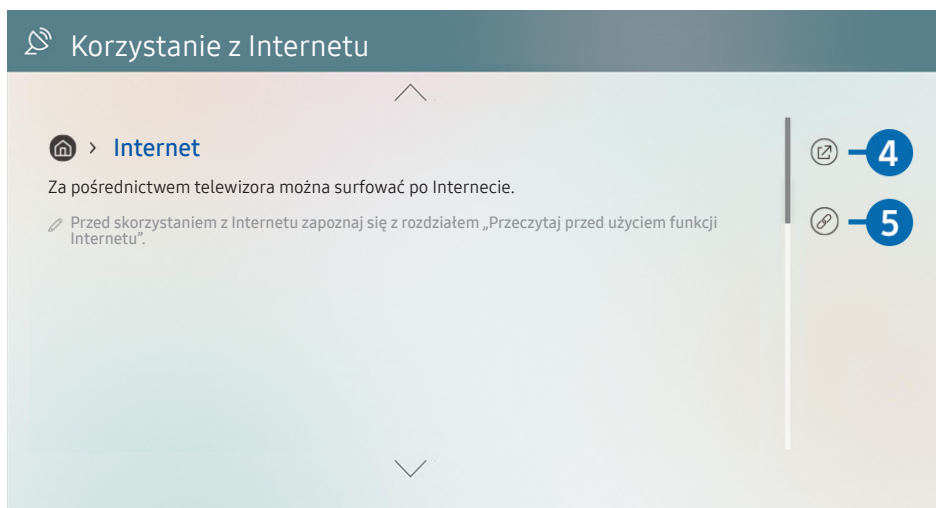 Korzystanie z Internetu
> Internet
4
Za pośrednictwem telewizora można surfować po Internecie.
Przed skorzystaniem z Internetu zapoznaj się z rozdziałem „Przeczytaj przed użyciem funkcji
Internetu”.
5